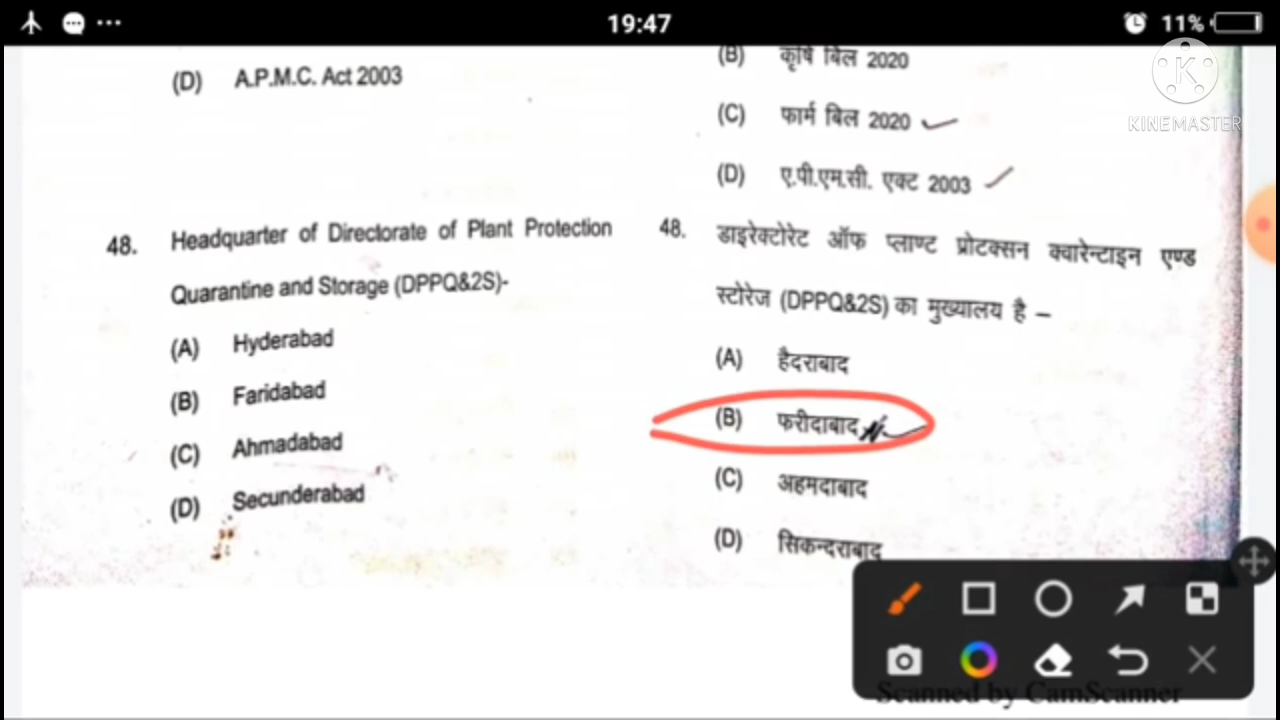 19:47
11%
KINEMASTER
(D) A.P.M.C. Act 2003
48. Headquarter of Directorate of Plant Protection
Quarantine and Storage (DPPQ&2S)-
(A) Hyderabad
(B) Faridabad
(C) Ahmadabad
(D) Secunderabad
(B) कृषि बिल 2020
(C) फार्म बिल 2020
(D) ए.पी.एम.सी. एक्ट 2003
48. डाइरेक्टोरेट ऑफ प्लाण्ट प्रोटक्सन क्वारेन्टाइन एण्ड
स्टोरेज (DPPQ&2S) का मुख्यालय है –
(A) हैदराबाद
(B) फरीदाबाद
(C) अहमदाबाद
(D) सिकन्दराबाद
Scanned by CamScanner